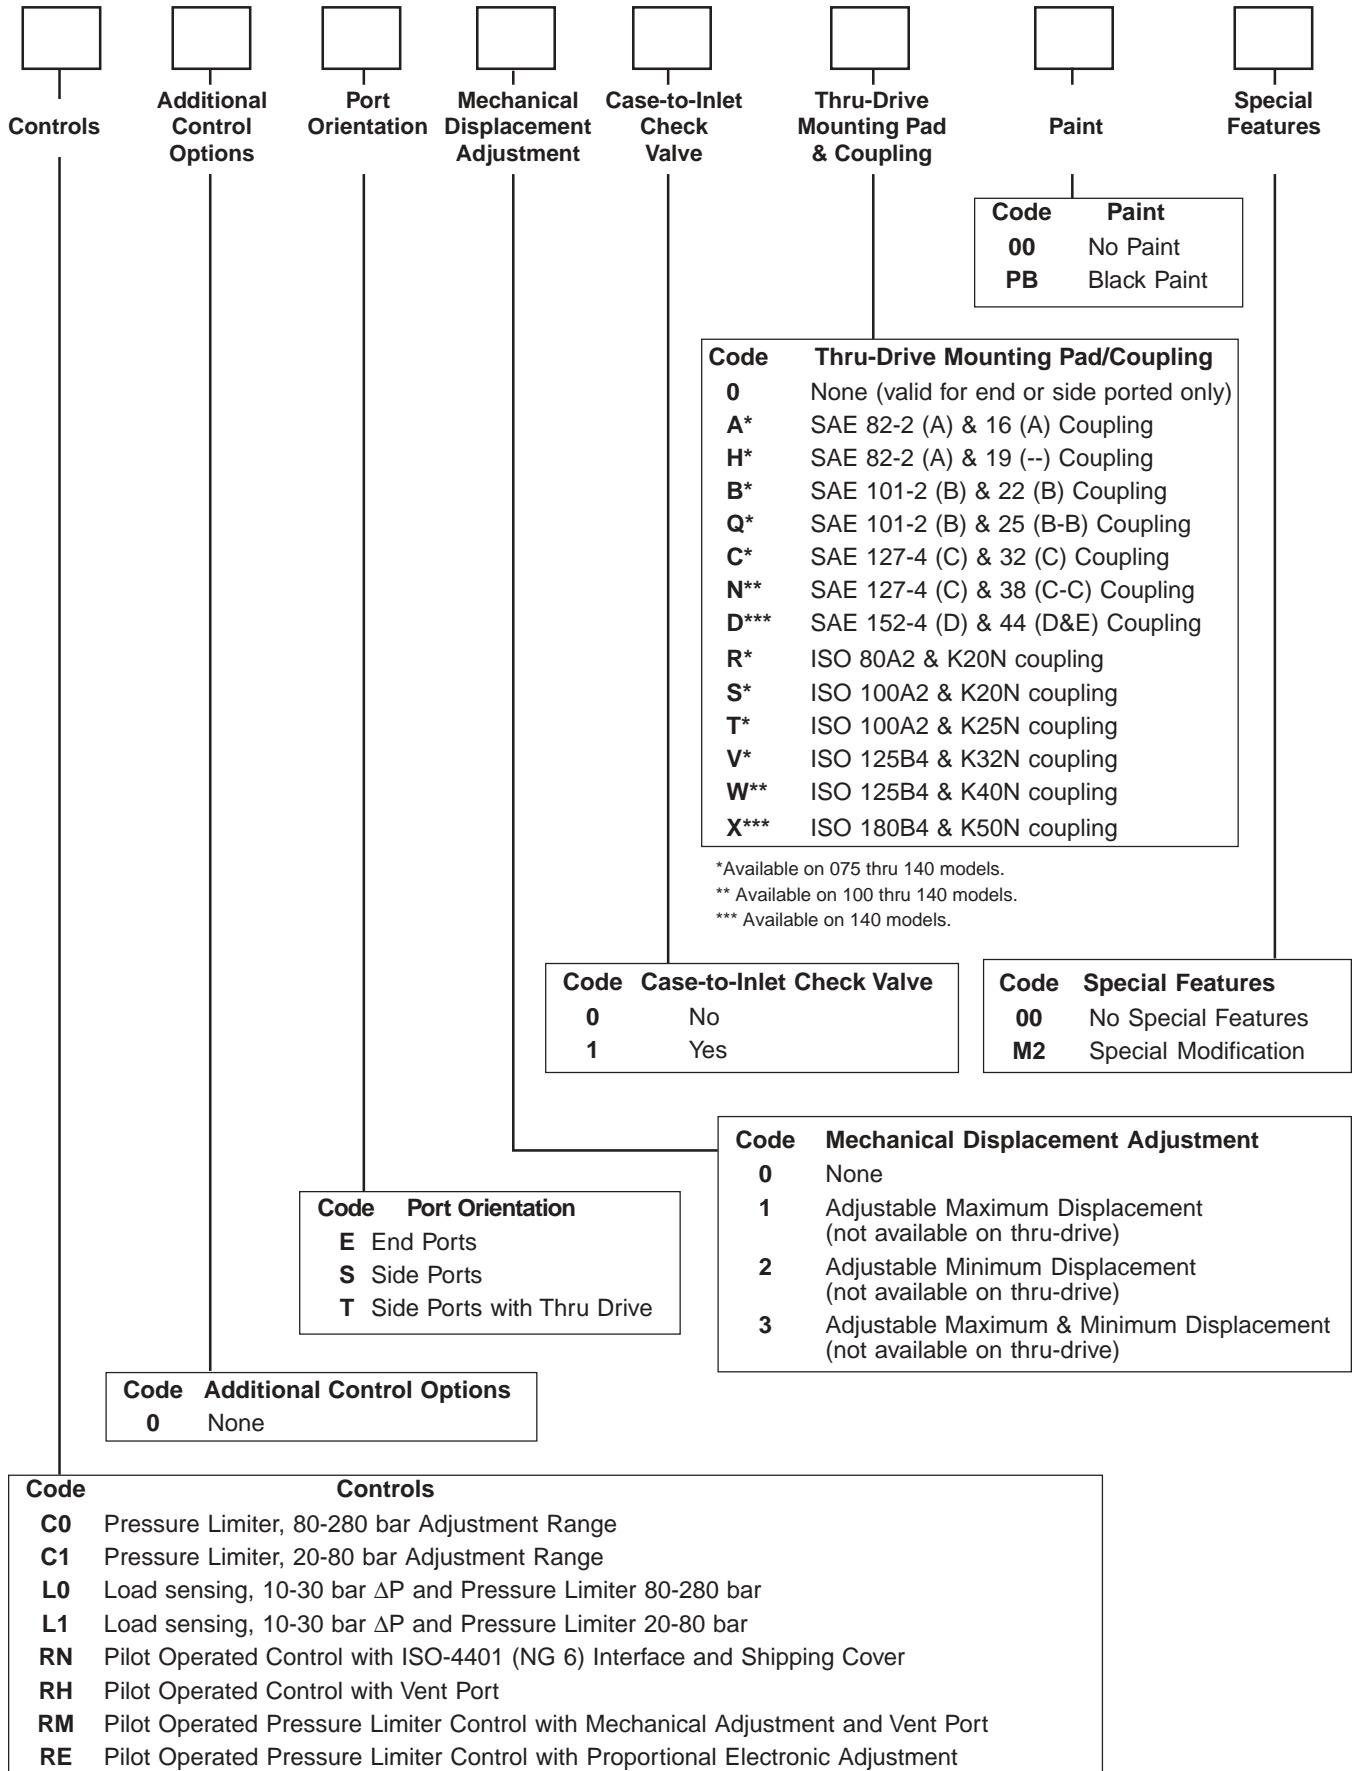 Controls
Additional
Control
Options
Port
Orientation
Mechanical
Displacement
Adjustment
Case-to-Inlet
Check
Valve
Thru-Drive
Mounting Pad
& Coupling
Paint
Special
Features
Code Paint
00 No Paint
PB Black Paint
Code Thru-Drive Mounting Pad/Coupling
0 None (valid for end or side ported only)
A* SAE 82-2 (A) & 16 (A) Coupling
H* SAE 82-2 (A) & 19 (--) Coupling
B* SAE 101-2 (B) & 22 (B) Coupling
Q* SAE 101-2 (B) & 25 (B-B) Coupling
C* SAE 127-4 (C) & 32 (C) Coupling
N** SAE 127-4 (C) & 38 (C-C) Coupling
D*** SAE 152-4 (D) & 44 (D&E) Coupling
R* ISO 80A2 & K20N coupling
S* ISO 100A2 & K20N coupling
T* ISO 100A2 & K25N coupling
V* ISO 125B4 & K32N coupling
W** ISO 125B4 & K40N coupling
X*** ISO 180B4 & K50N coupling
*Available on 075 thru 140 models.
** Available on 100 thru 140 models.
*** Available on 140 models.
Code Case-to-Inlet Check Valve
0 No
1 Yes
Code Special Features
00 No Special Features
M2 Special Modification
Code Mechanical Displacement Adjustment
0 None
1 Adjustable Maximum Displacement
(not available on thru-drive)
2 Adjustable Minimum Displacement
(not available on thru-drive)
3 Adjustable Maximum & Minimum Displacement
(not available on thru-drive)
Code Port Orientation
E End Ports
S Side Ports
T Side Ports with Thru Drive
Code Additional Control Options
0 None
Code Controls
C0 Pressure Limiter, 80-280 bar Adjustment Range
C1 Pressure Limiter, 20-80 bar Adjustment Range
L0 Load sensing, 10-30 bar ∆P and Pressure Limiter 80-280 bar
L1 Load sensing, 10-30 bar ∆P and Pressure Limiter 20-80 bar
RN Pilot Operated Control with ISO-4401 (NG 6) Interface and Shipping Cover
RH Pilot Operated Control with Vent Port
RM Pilot Operated Pressure Limiter Control with Mechanical Adjustment and Vent Port
RE Pilot Operated Pressure Limiter Control with Proportional Electronic Adjustment